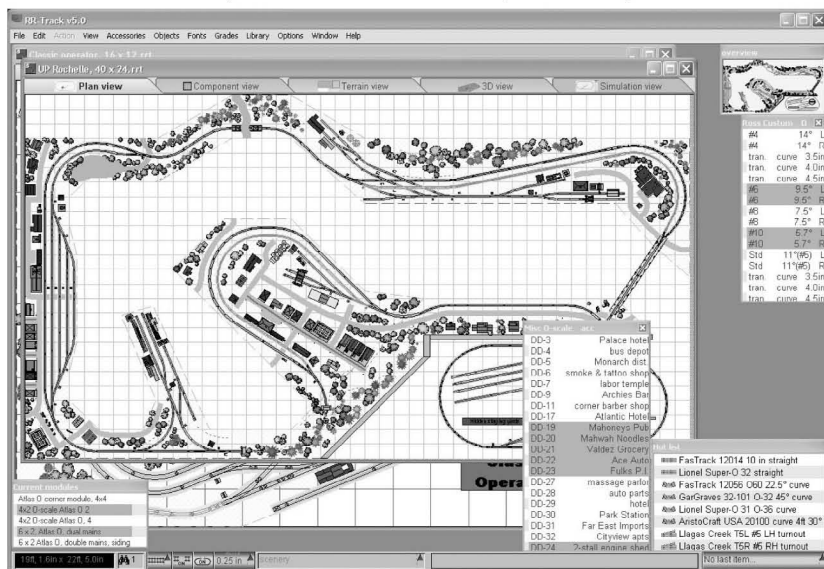 RR-Track v5.0
File Edit Action View Accessories Objects Fonts Grades Library Options Window Help
Classic operator, 16 x 12.rrt
UP Rochelle, 40 x 24.rrt
Plan view Component view Terrain view 3D view Simulation view
overview
Ross Custom O
#4 14° L
#4 14° R
tran. curve 3.5in
tran. curve 4.0in
tran. curve 4.5in
#6 9.5° L
#6 9.5° R
#8 7.5° L
#8 7.5° R
#10 5.7° L
#10 5.7° R
Std 11°(#5) L
Std 11°(#5) R
tran. curve 3.5in
tran. curve 4.0in
tran. curve 4.5in
Misc O-scale acc
DD-3 Palace hotel
DD-4 bus depot
DD-5 Monarch dist.
DD-6 smoke & tattoo shop
DD-7 labor temple
DD-9 Archies Bar
DD-11 corner barber shop
DD-17 Atlantic Hotel
DD-19 Mahoneys Pub
DD-20 Mahwah Noodles
DD-21 Valdez Grocery
DD-22 Ace Auto
DD-23 Fulks P.I.
DD-27 massage parlor
DD-28 auto parts
DD-29 hotel
DD-30 Park Station
DD-31 Far East Imports
DD-32 Cityview apts
DD-24 2-stall engine shed
Hot list
FasTrack 12014 10 in straight
Lionel Super-O 32 straight
FasTrack 12056 O60 22.5° curve
GarGraves 32-101 O-32 45° curve
Lionel Super-O 31 O-36 curve
AristoCraft USA 20100 curve 4ft 30°
Llagas Creek T5L #5 LH turnout
Llagas Creek T5R #5 RH turnout
Opera
Current modules
Atlas O corner module, 4x4
4x2 O-scale Atlas O 2
4x2 O-scale Atlas O, 4
6 x 2, Atlas O, dual mains
6 x 2 Atlas O, double mains, siding
19ft, 1.6in x 22ft, 5.0in
1
0.25 in
scenery
No last item...